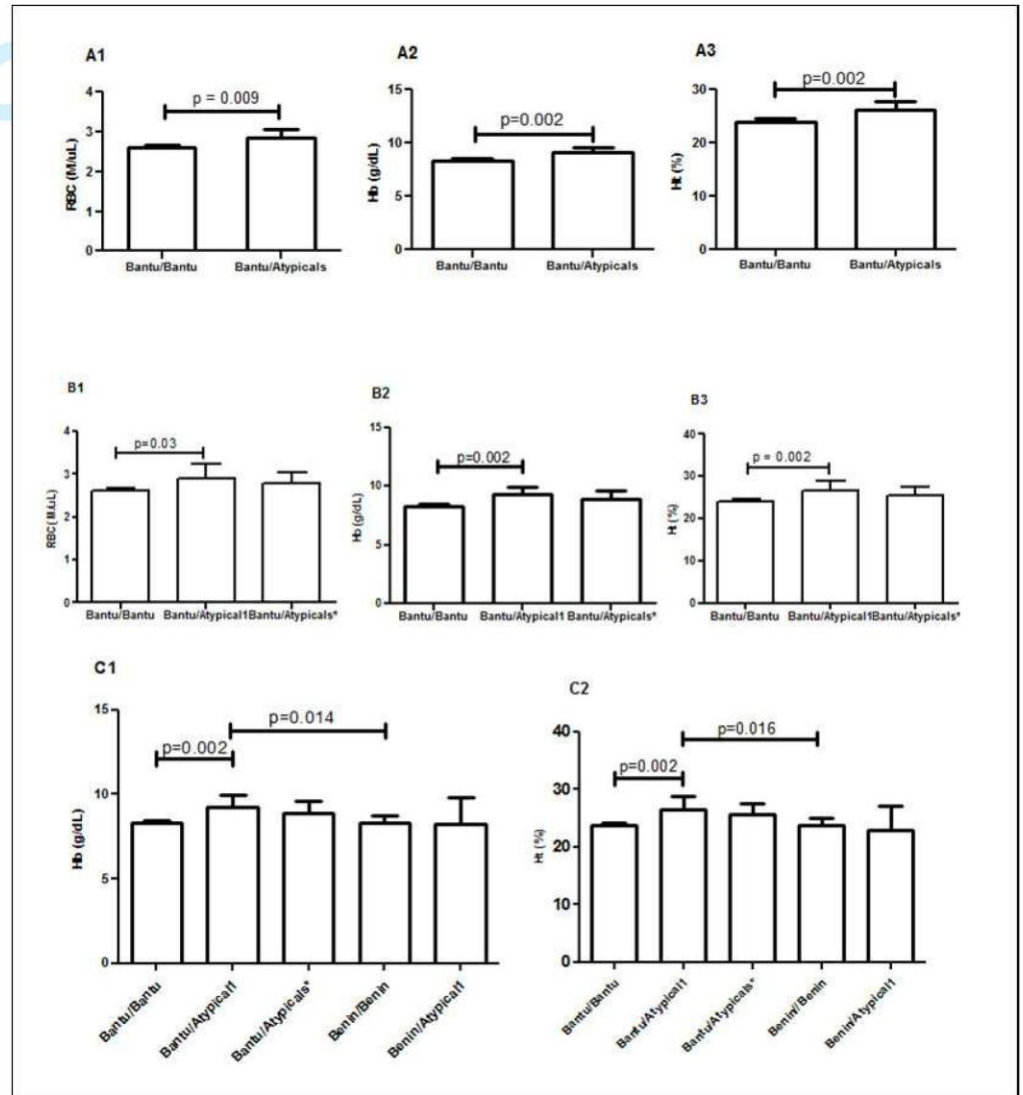 A1
RBC (M/uL)
4
3
2
1
0
p = 0.009
Bantu/Bantu
Bantu/Atypicals
A2
Hb (g/dL)
15
10
5
0
p=0.002
Bantu/Bantu
Bantu/Atypicals
A3
Ht (%)
30
20
10
0
p=0.002
Bantu/Bantu
Bantu/Atypicals
B1
RBC (M/uL)
4
3
2
1
0
p=0.03
Bantu/Bantu
Bantu/Atypical1
Bantu/Atypicals*
B2
Hb (g/dL)
15
10
5
0
p=0.002
Bantu/Bantu
Bantu/Atypical1
Bantu/Atypicals*
B3
Ht (%)
40
30
20
10
0
p = 0.002
Bantu/Bantu
Bantu/Atypical1
Bantu/Atypicals*
C1
Hb (g/dL)
15
10
5
0
p=0.014
p=0.002
Bantu/Bantu
Bantu/Atypical1
Bantu/Atypicals*
Benin/Benin
Benin/Atypical1
C2
Ht (%)
40
30
20
10
0
p=0.016
p=0.002
Bantu/Bantu
Bantu/Atypical1
Bantu/Atypicals*
Benin//Benin
Benin/Atypical1